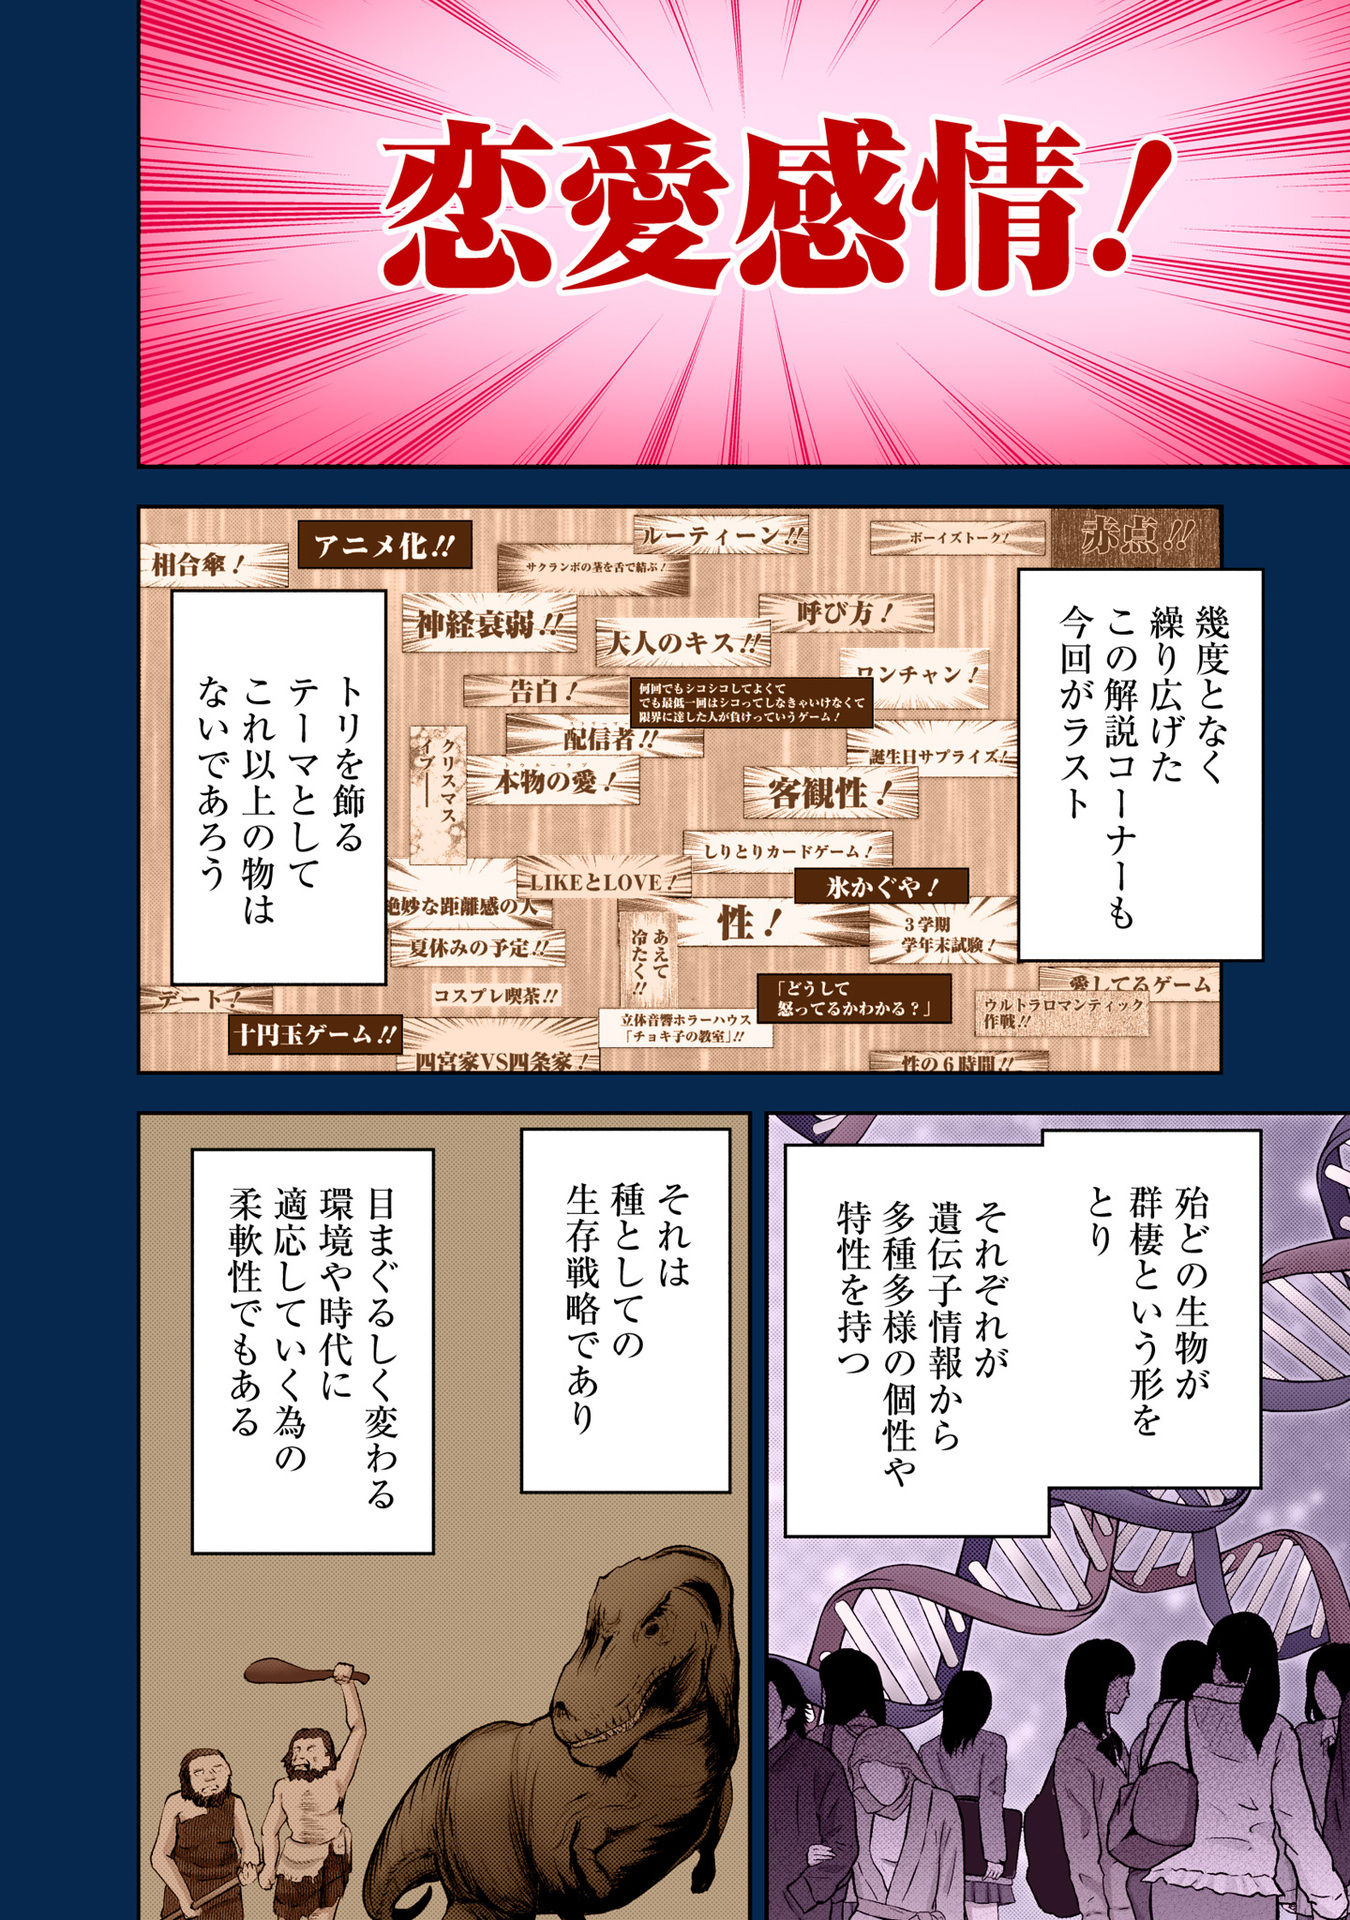 恋愛感情！
幾度となく
繰り広げた
この解説コーナーも
今回がラスト
赤点!!
ボーイズトーク！
ルーティーン!!
アニメ化!!
相合傘！
サクランボの茎を舌で結ぶ！
呼び方！
神経衰弱!!
大人のキス!!
ワンチャン！
告白！
何回でもシコシコしてよくて
でも最低一回はシコってしなきゃいけなくて
限界に達した人が負けっていうゲーム！
配信者!!
誕生日サプライズ！
クリスマス
イブ――
本物の愛！
客観性！
しりとりカードゲーム！
LIKEとLOVE！
氷かぐや！
絶妙な距離感の人
性！
３学期
学年末試験！
夏休みの予定!!
あえて
冷たく!!
愛してるゲーム
デート！
コスプレ喫茶!!
「どうして
怒ってるかわかる？」
ウルトラロマンティック
作戦!!
十円玉ゲーム!!
立体音響ホラーハウス
「チョキ子の教室」!!
四宮家VS四条家！
性の６時間!!
トリを飾る
テーマとして
これ以上の物は
ないであろう
殆どの生物が
群棲という形を
とり
それぞれが
遺伝子情報から
多種多様の個性や
特性を持つ
それは
種としての
生存戦略であり
目まぐるしく変わる
環境や時代に
適応していく為の
柔軟性でもある